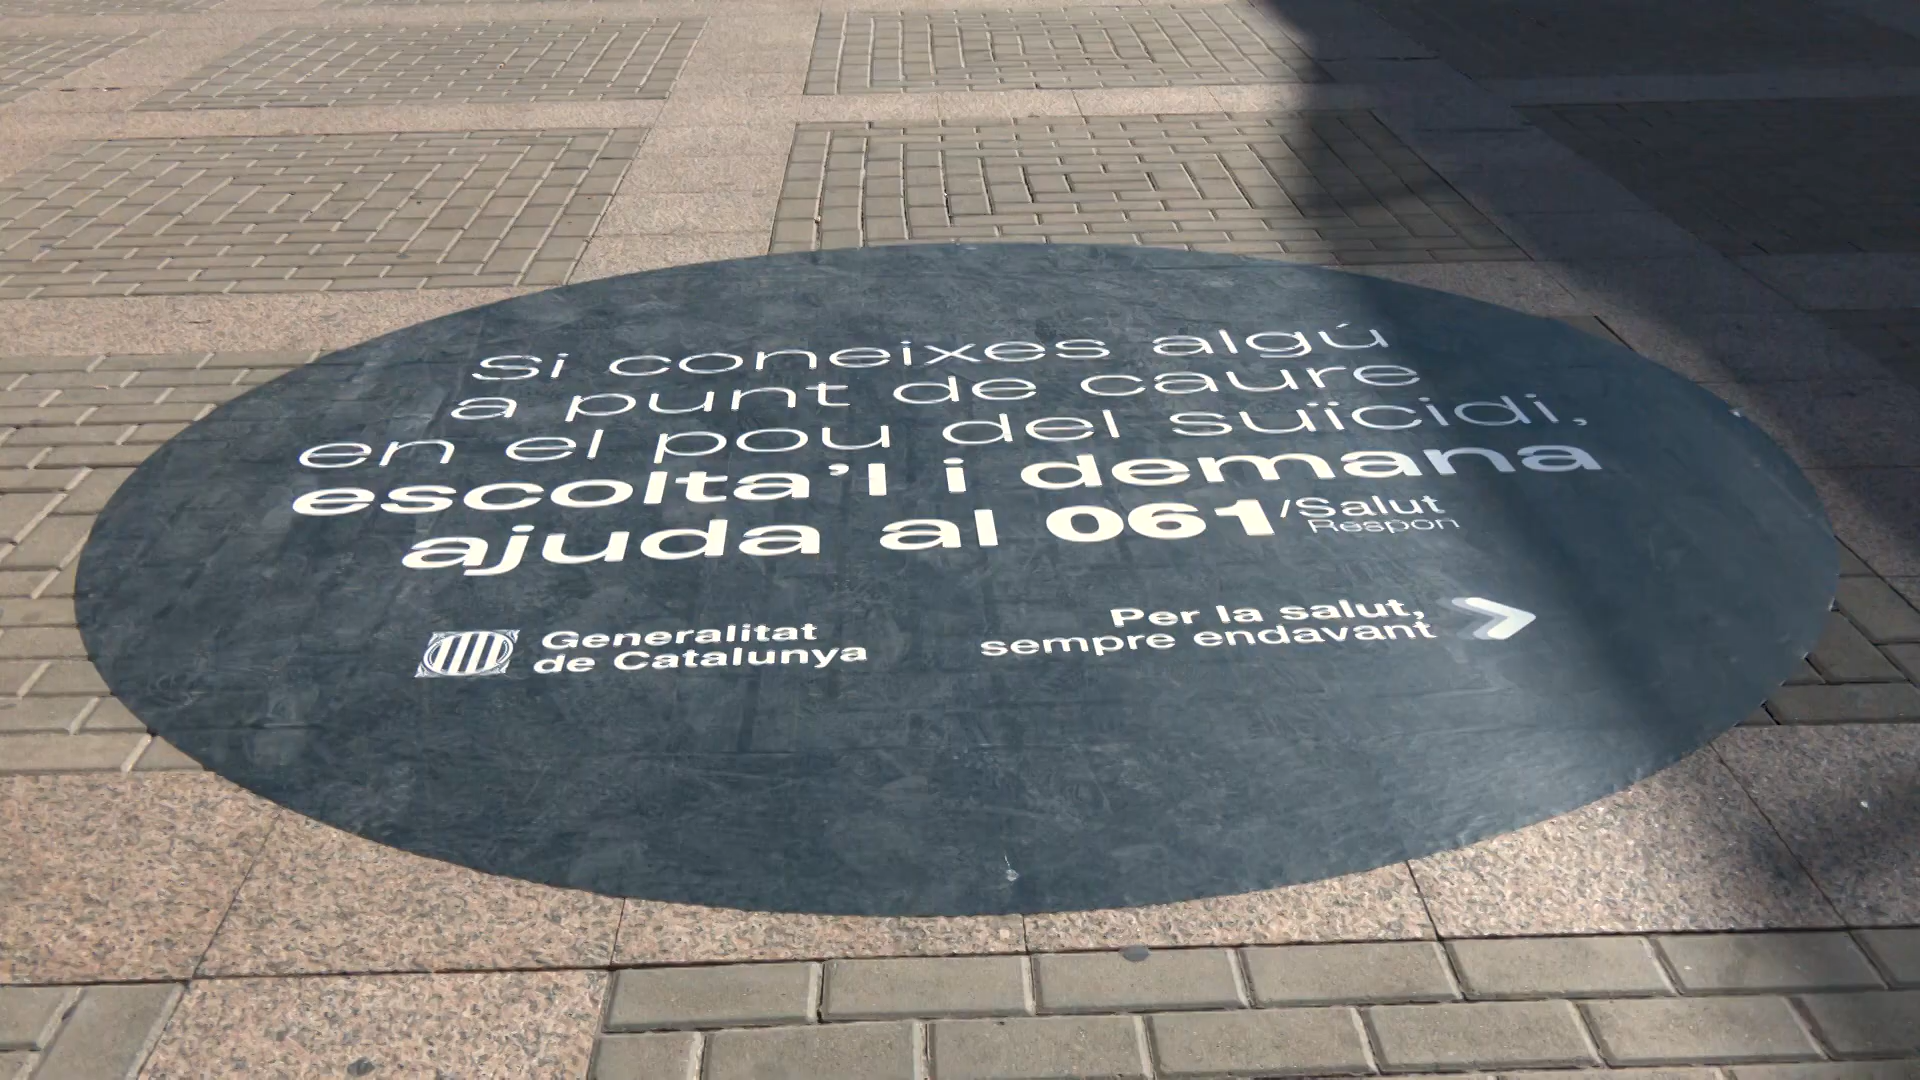 Si coneixes algú
a punt de caure
en el pou del suïcidi,
escolta'l i demana
ajuda al 061/Salut
Respon
Generalitat
de Catalunya
Per la salut,
sempre endavant